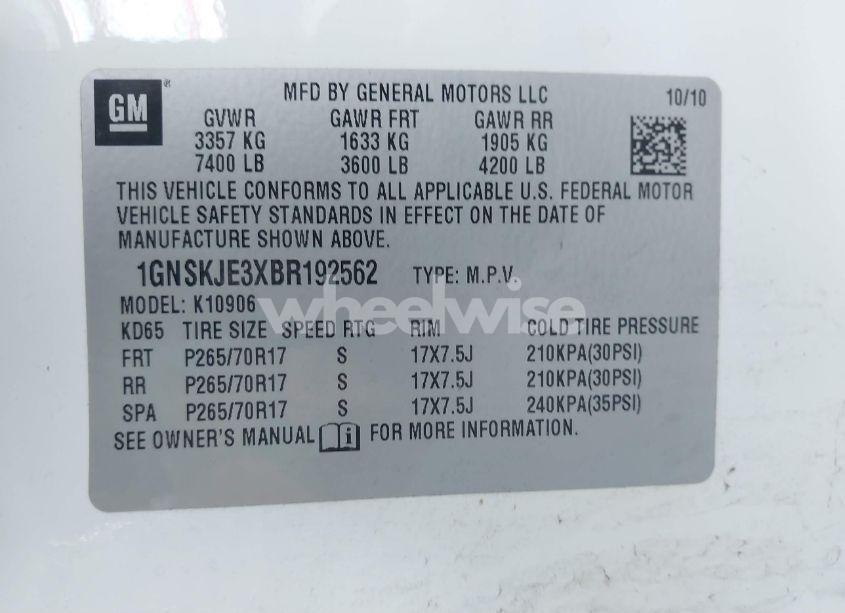 GM®
MFD BY GENERAL MOTORS LLC 10/10
GVWR GAWR FRT GAWR RR
3357 KG 1633 KG 1905 KG
7400 LB 3600 LB 4200 LB
THIS VEHICLE CONFORMS TO ALL APPLICABLE U.S. FEDERAL MOTOR
VEHICLE SAFETY STANDARDS IN EFFECT ON THE DATE OF
MANUFACTURE SHOWN ABOVE.
1GNSKJE3XBR192562 TYPE: M.P.V.
MODEL: K10906
wheelwise
KD65 TIRE SIZE SPEED RTG RIM COLD TIRE PRESSURE
FRT P265/70R17 S 17X7.5J 210KPA(30PSI)
RR P265/70R17 S 17X7.5J 210KPA(30PSI)
SPA P265/70R17 S 17X7.5J 240KPA(35PSI)
SEE OWNER'S MANUAL i FOR MORE INFORMATION.